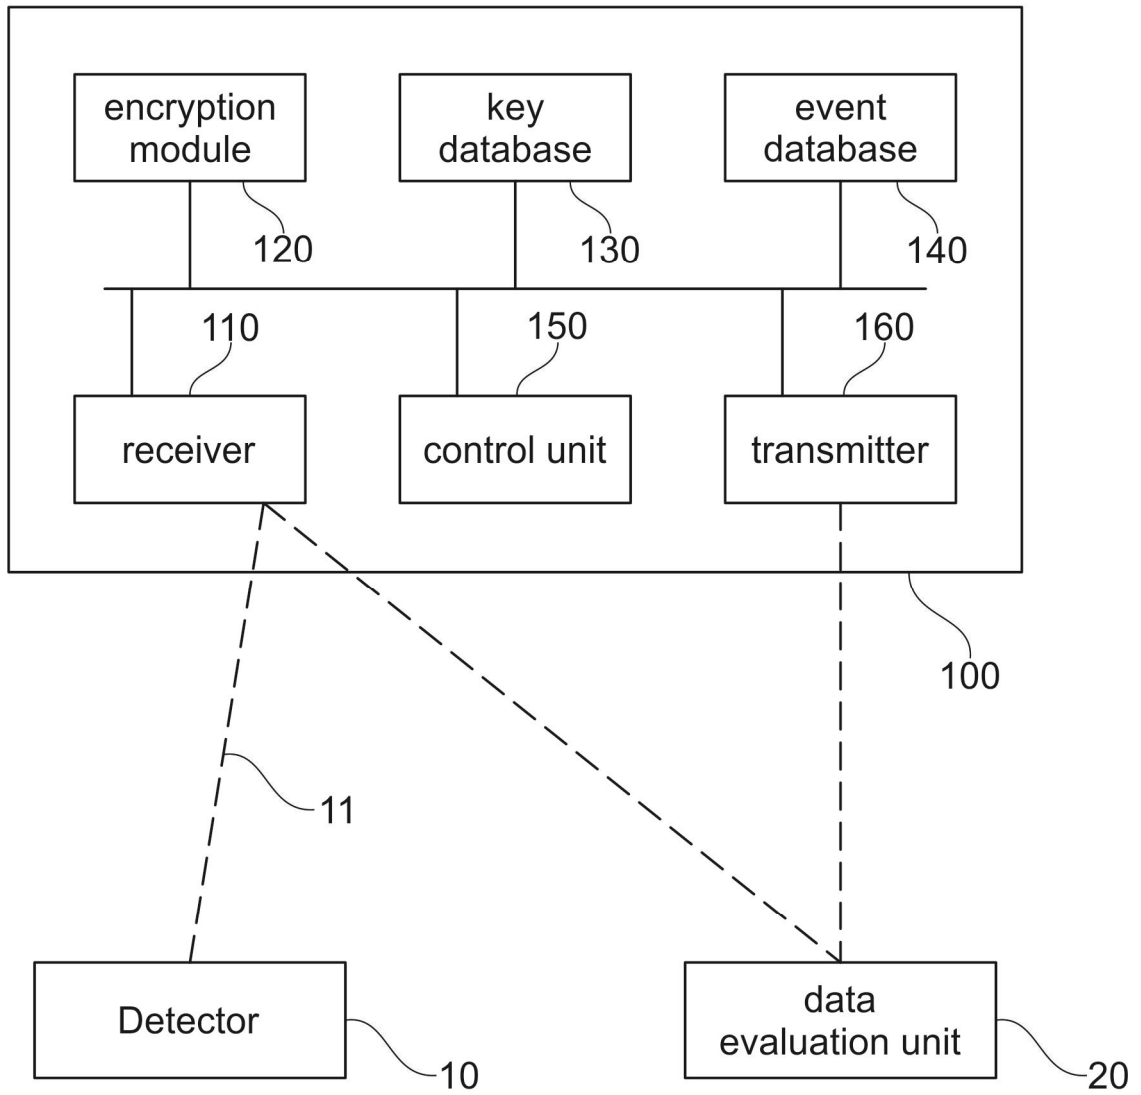 encryption
module
key
database
event
database
120
130
140
110
150
160
receiver
control unit
transmitter
100
11
Detector
data
evaluation unit
10
20